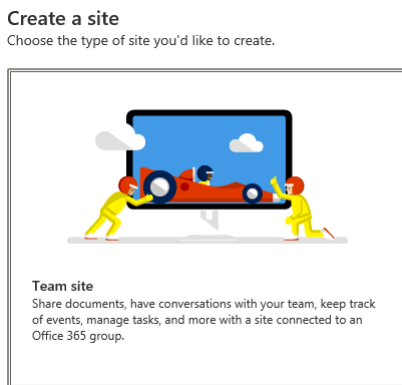 Create a site
Choose the type of site you'd like to create.
Team site
Share documents, have conversations with your team, keep track
of events, manage tasks, and more with a site connected to an
Office 365 group.